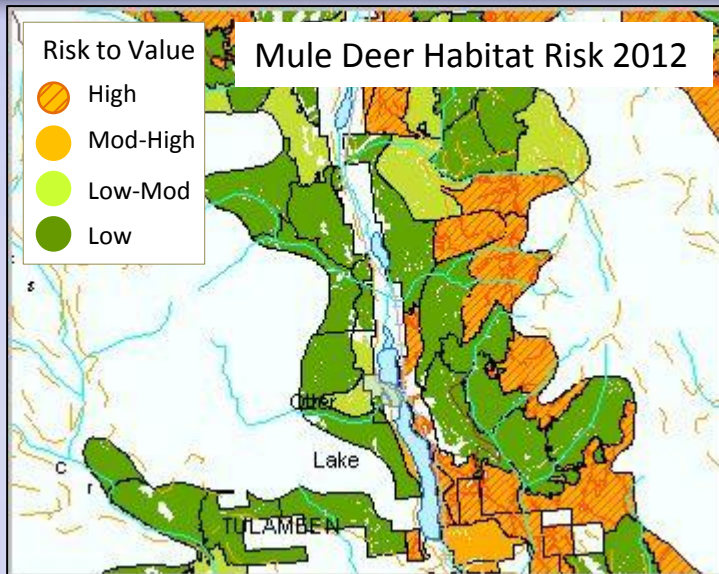 Mule Deer Habitat Risk 2012
Risk to Value
High
Mod-High
Low-Mod
Low
s
Otter
Lake
C
r
TULAMEEN